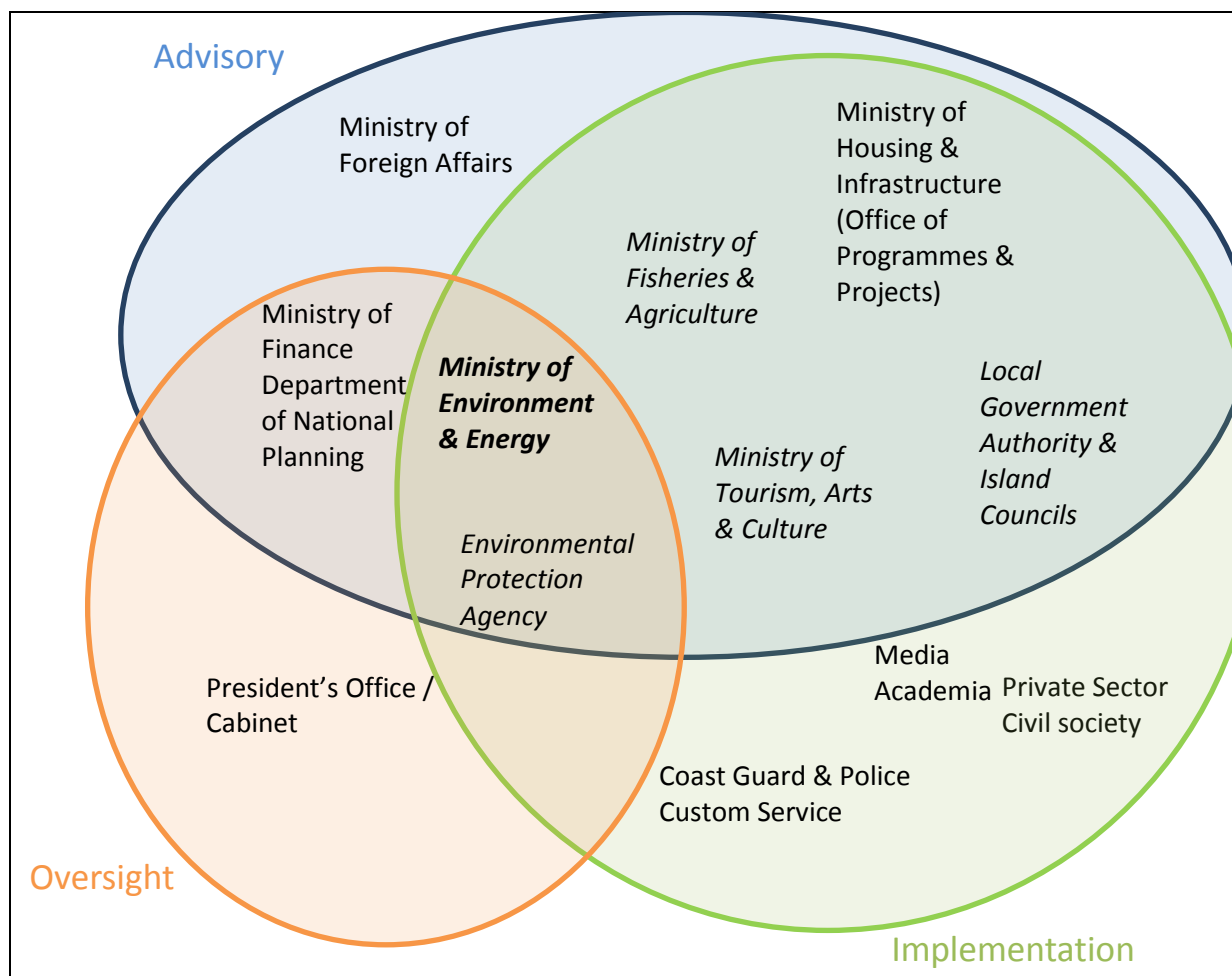 Advisory
Ministry of
Foreign Affairs
Ministry of
Housing &
Infrastructure
(Office of
Programmes &
Projects)
Ministry of
Fisheries &
Agriculture
Ministry of
Finance
Department
of National
Planning
Ministry of
Environment
& Energy
Local
Government
Authority &
Island
Councils
Ministry of
Tourism, Arts
& Culture
Environmental
Protection
Agency
President’s Office /
Cabinet
Media
Academia
Private Sector
Civil society
Coast Guard & Police
Custom Service
Oversight
Implementation